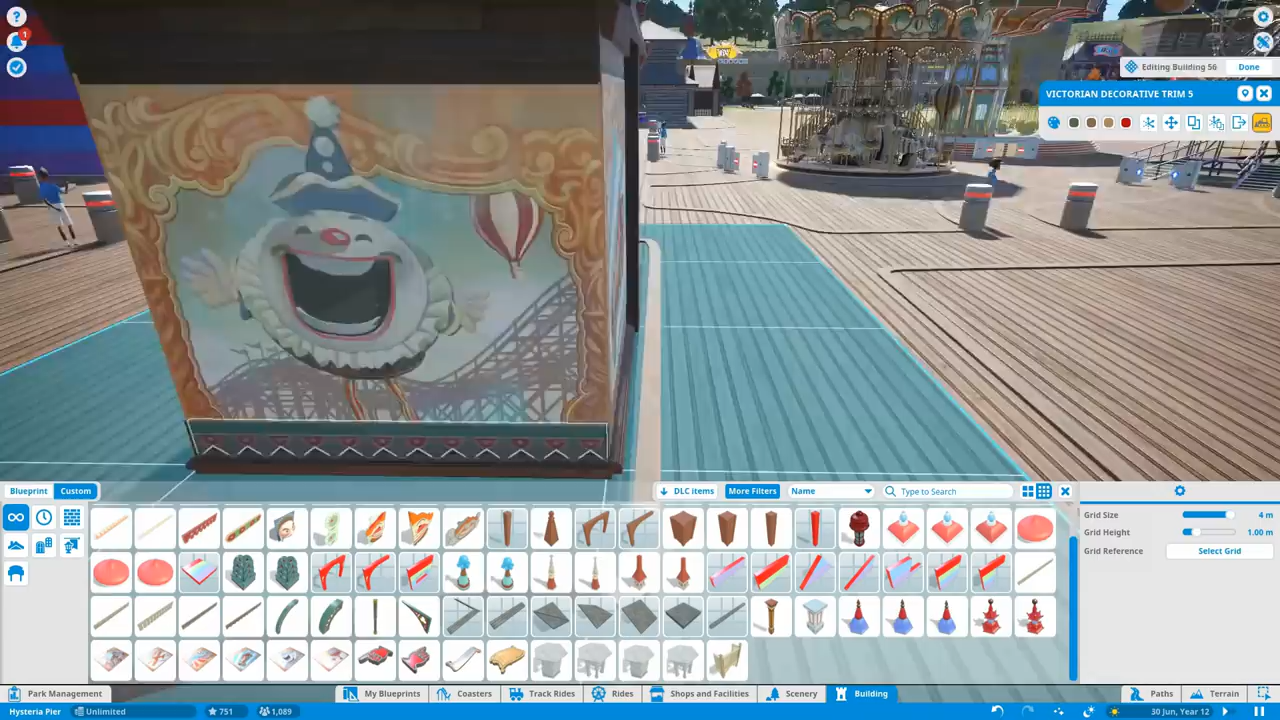 ?
1
Editing Building 56 Done
VICTORIAN DECORATIVE TRIM 5
Blueprint Custom
DLC items More Filters Name Type to Search
Grid Size 4 m
Grid Height 1.00 m
Grid Reference Select Grid
Park Management My Blueprints Coasters Track Rides Rides Shops and Facilities Scenery Building Paths Terrain
Hysteria Pier Unlimited 751 1,089 30 Jun, Year 12